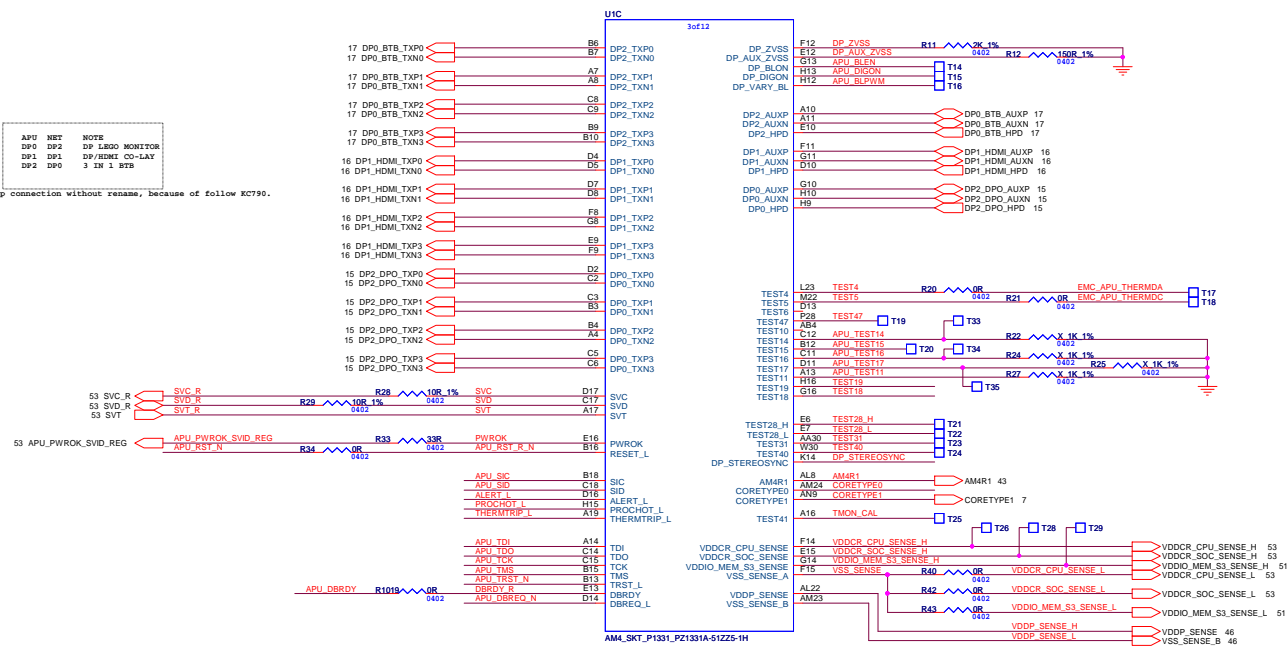 U1C
3of12
APU NET NOTE
DP0 DP2 DP LEGO MONITOR
DP1 DP1 DP/HDMI CO-LAY
DP2 DP0 3 IN 1 BTB
p connection without rename, because of follow KC790.
17 DP0_BTB_TXP0 B6 DP2_TXP0
17 DP0_BTB_TXN0 B7 DP2_TXN0
17 DP0_BTB_TXP1 A7 DP2_TXP1
17 DP0_BTB_TXN1 A8 DP2_TXN1
17 DP0_BTB_TXP2 C8 DP2_TXP2
17 DP0_BTB_TXN2 C9 DP2_TXN2
17 DP0_BTB_TXP3 B9 DP2_TXP3
17 DP0_BTB_TXN3 B10 DP2_TXN3
16 DP1_HDMI_TXP0 D4 DP1_TXP0
16 DP1_HDMI_TXN0 D5 DP1_TXN0
16 DP1_HDMI_TXP1 D7 DP1_TXP1
16 DP1_HDMI_TXN1 D8 DP1_TXN1
16 DP1_HDMI_TXP2 F8 DP1_TXP2
16 DP1_HDMI_TXN2 G8 DP1_TXN2
16 DP1_HDMI_TXP3 E9 DP1_TXP3
16 DP1_HDMI_TXN3 F9 DP1_TXN3
15 DP2_DPO_TXP0 D2 DP0_TXP0
15 DP2_DPO_TXN0 C2 DP0_TXN0
15 DP2_DPO_TXP1 C3 DP0_TXP1
15 DP2_DPO_TXN1 B3 DP0_TXN1
15 DP2_DPO_TXP2 B4 DP0_TXP2
15 DP2_DPO_TXN2 A4 DP0_TXN2
15 DP2_DPO_TXP3 C5 DP0_TXP3
15 DP2_DPO_TXN3 C6 DP0_TXN3
53 SVC_R SVC_R R28 10R_1% 0402 SVC D17 SVC
53 SVD_R SVD_R R29 10R_1% 0402 SVD C17 SVD
53 SVT SVT_R SVT A17 SVT
53 APU_PWROK_SVID_REG APU_PWROK_SVID_REG R33 33R 0402 PWROK E16 PWROK
APU_RST_N R34 0R 0402 APU_RST_R_N B16 RESET_L
APU_SIC B18 SIC
APU_SID C18 SID
ALERT_L D16 ALERT_L
PROCHOT_L H15 PROCHOT_L
THERMTRIP_L A19 THERMTRIP_L
APU_TDI A14 TDI
APU_TDO C14 TDO
APU_TCK C15 TCK
APU_TMS B15 TMS
APU_TRST_N B13 TRST_L
APU_DBRDY R1019 0R 0402 DBRDY_R E13 DBRDY
APU_DBREQ_N D14 DBREQ_L
DP_ZVSS F12 DP_ZVSS R11 2K_1% 0402
DP_AUX_ZVSS E12 DP_AUX_ZVSS R12 150R_1% 0402
DP_BLON G13 APU_BLEN T14
DP_DIGON H13 APU_DIGON T15
DP_VARY_BL H12 APU_BLPWM T16
DP2_AUXP A10 DP0_BTB_AUXP 17
DP2_AUXN A11 DP0_BTB_AUXN 17
DP2_HPD E10 DP0_BTB_HPD 17
DP1_AUXP F11 DP1_HDMI_AUXP 16
DP1_AUXN G11 DP1_HDMI_AUXN 16
DP1_HPD D10 DP1_HDMI_HPD 16
DP0_AUXP G10 DP2_DPO_AUXP 15
DP0_AUXN H10 DP2_DPO_AUXN 15
DP0_HPD H9 DP2_DPO_HPD 15
TEST4 L23 TEST4 R20 0R 0402 EMC_APU_THERMDA T17
TEST5 M22 TEST5 R21 0R 0402 EMC_APU_THERMDC T18
TEST6 D13
TEST47 P28 TEST47 T19 T33
TEST10 AB4
TEST14 C12 APU_TEST14 R22 X_1K_1% 0402
TEST15 B12 APU_TEST15 T20 T34
TEST16 C11 APU_TEST16 R24 X_1K_1% 0402
TEST17 D11 APU_TEST17 R25 X_1K_1% 0402
TEST11 A13 APU_TEST11 R27 X_1K_1% 0402
TEST19 H16 TEST19 T35
TEST18 G16 TEST18
TEST28_H E6 TEST28_H T21
TEST28_L E7 TEST28_L T22
TEST31 AA30 TEST31 T23
TEST40 W30 TEST40 T24
DP_STEREOSYNC K14 DP_STEREOSYNC
AM4R1 AL8 AM4R1 AM4R1 43
CORETYPE0 AM24 CORETYPE0
CORETYPE1 AN9 CORETYPE1 CORETYPE1 7
TEST41 A16 TMON_CAL T25
T26 T28 T29
VDDCR_CPU_SENSE F14 VDDCR_CPU_SENSE_H VDDCR_CPU_SENSE_H 53
VDDCR_SOC_SENSE E15 VDDCR_SOC_SENSE_H VDDCR_SOC_SENSE_H 53
VDDIO_MEM_S3_SENSE G14 VDDIO_MEM_S3_SENSE_H VDDIO_MEM_S3_SENSE_H 51
VSS_SENSE_A F15 VSS_SENSE R40 0R 0402 VDDCR_CPU_SENSE_L VDDCR_CPU_SENSE_L 53
R42 0R 0402 VDDCR_SOC_SENSE_L VDDCR_SOC_SENSE_L 53
VDDP_SENSE AL22
VSS_SENSE_B AM23
R43 0R 0402 VDDIO_MEM_S3_SENSE_L VDDIO_MEM_S3_SENSE_L 51
VDDP_SENSE_H VDDP_SENSE 46
VDDP_SENSE_L VSS_SENSE_B 46
AM4_SKT_P1331_PZ1331A-51ZZ5-1H